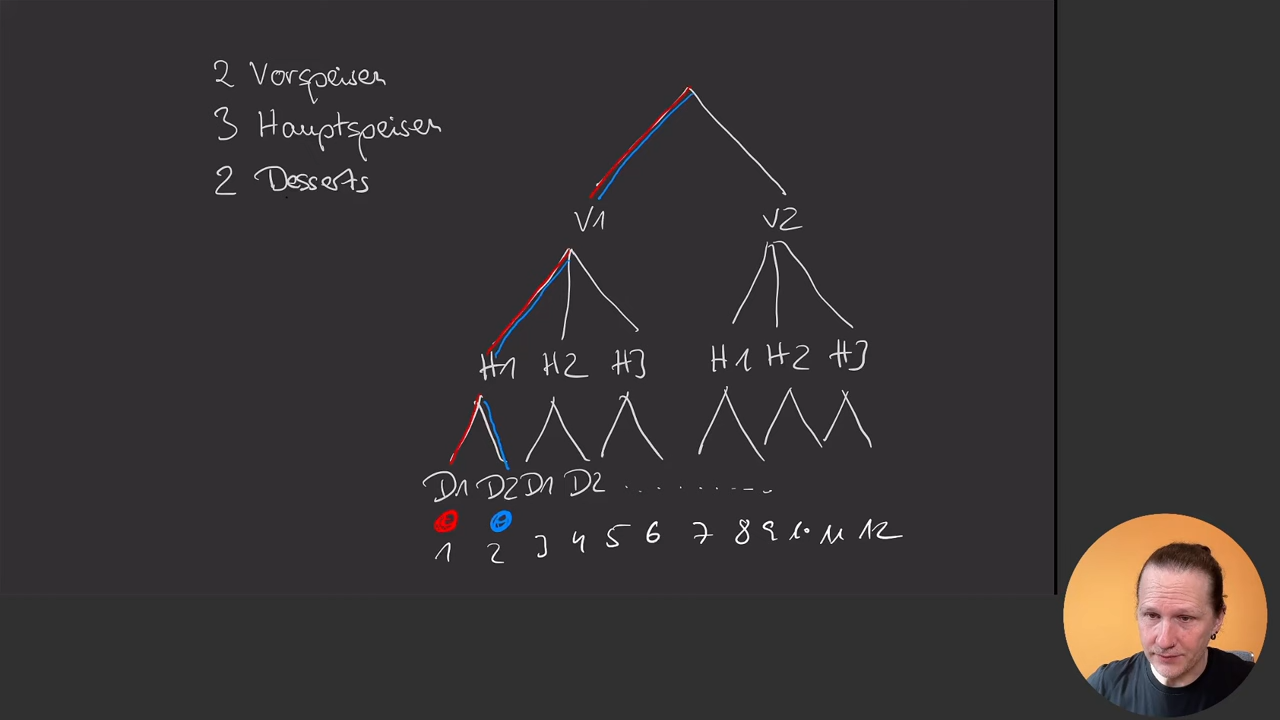 2 Vorspeisen
3 Hauptspeisen
2 Desserts
V1 V2
H1 H2 H3 H1 H2 H3
D1 D2 D1 D2 . . . . . . . . . .
1 2 3 4 5 6 7 8 9 10 11 12